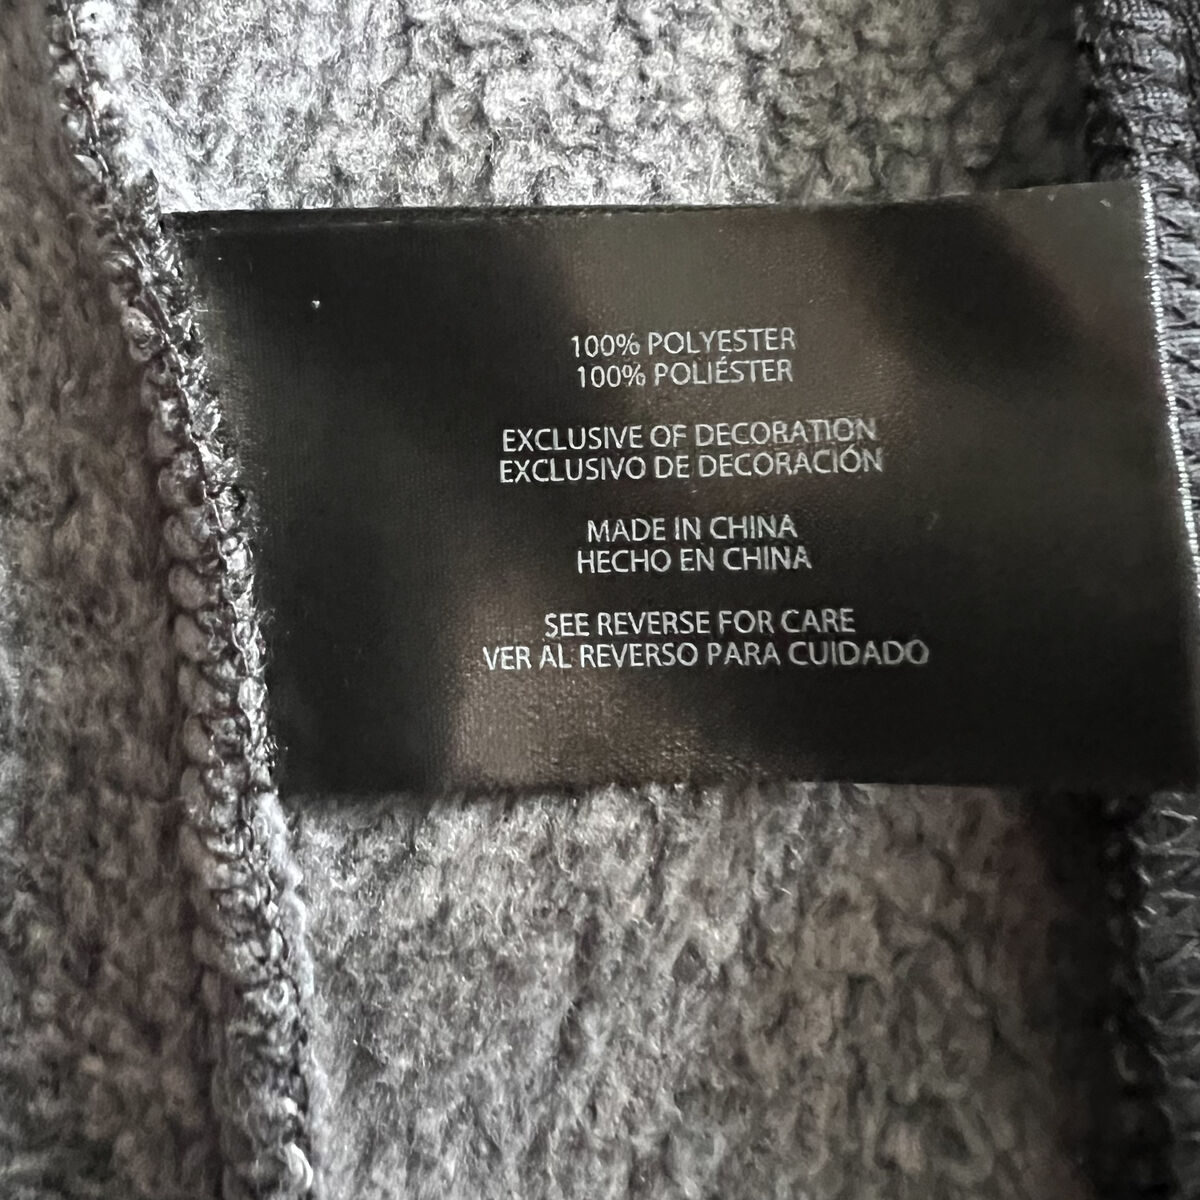 100% POLYESTER
100% POLIÉSTER
EXCLUSIVE OF DECORATION
EXCLUSIVO DE DECORACIÓN
MADE IN CHINA
HECHO EN CHINA
SEE REVERSE FOR CARE
VER AL REVERSO PARA CUIDADO